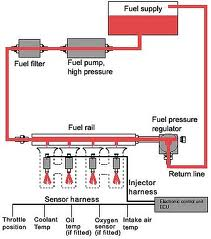 Fuel supply
Fuel filter
Fuel pump,
high pressure
Fuel rail
Fuel pressure
regulator
Return line
Injector
harness
Sensor harness
Electronic control unit
ECU
Throttle
position
Coolant
Temp
Oil
temp
(if fitted)
Oxygen
sensor
(if fitted)
Intake air
temp